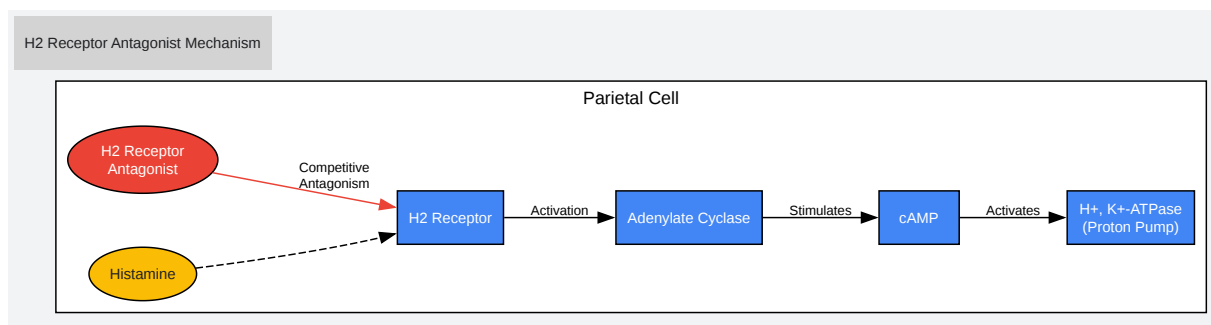 H2 Receptor Antagonist Mechanism
Parietal Cell
H2 Receptor
Antagonist
Competitive
Antagonism
Histamine
H2 Receptor
Activation
Adenylate Cyclase
Stimulates
cAMP
Activates
H+, K+-ATPase
(Proton Pump)